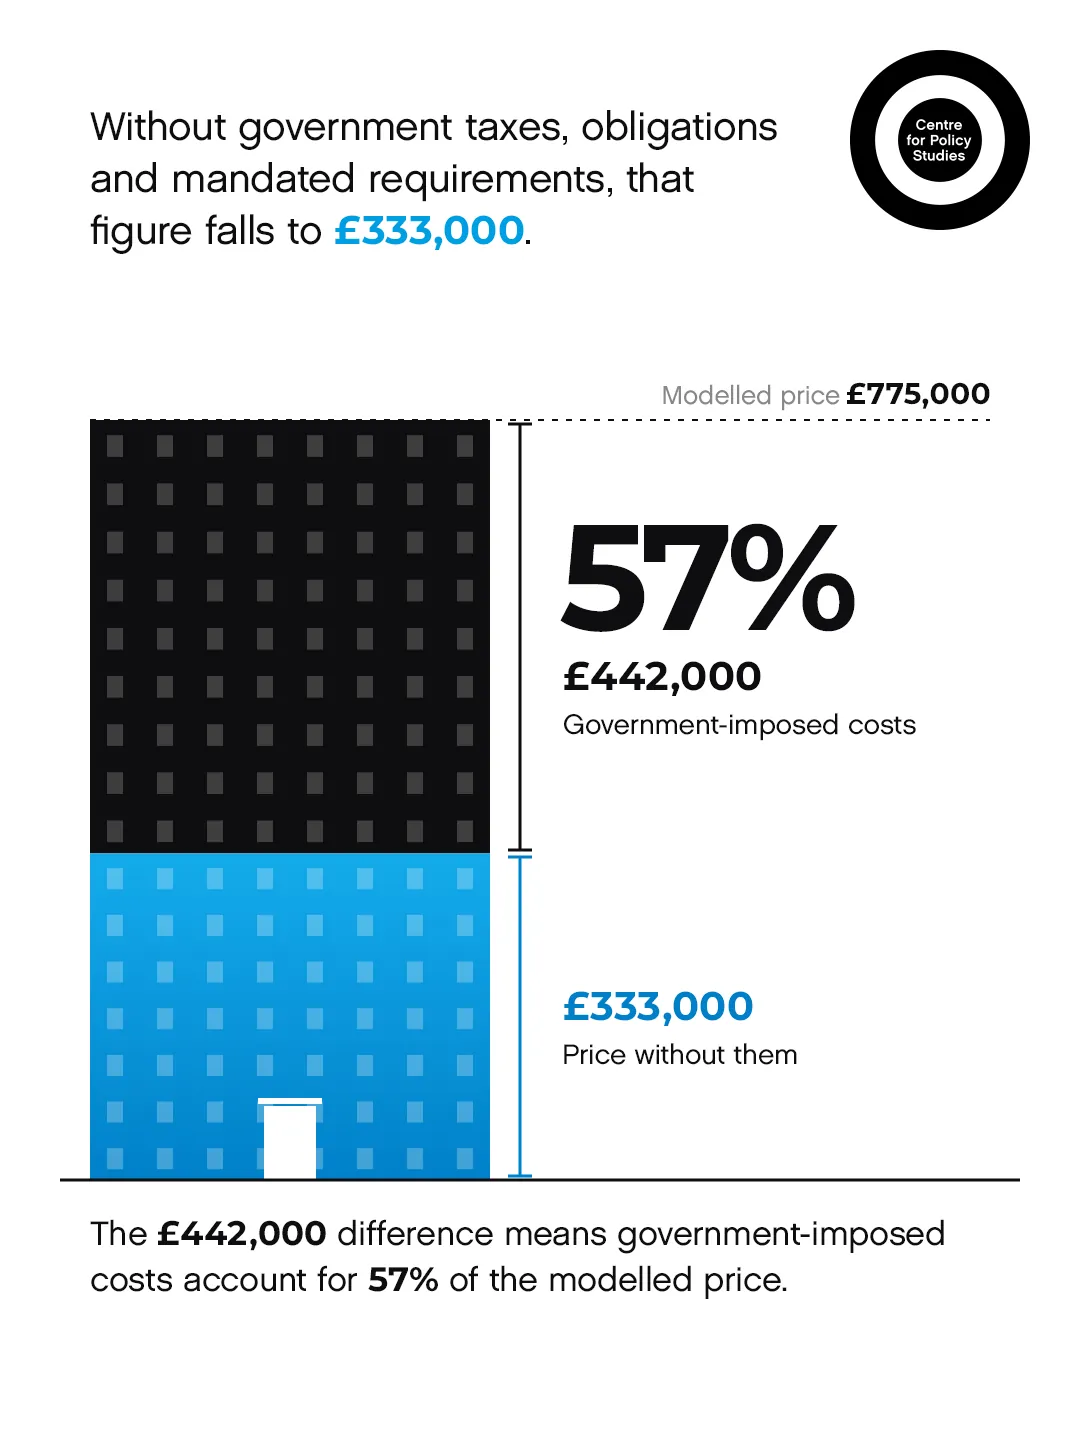 Without government taxes, obligations
and mandated requirements, that
figure falls to £333,000.
Centre
for Policy
Studies
Modelled price £775,000
57%
£442,000
Government-imposed costs
£333,000
Price without them
The £442,000 difference means government-imposed
costs account for 57% of the modelled price.